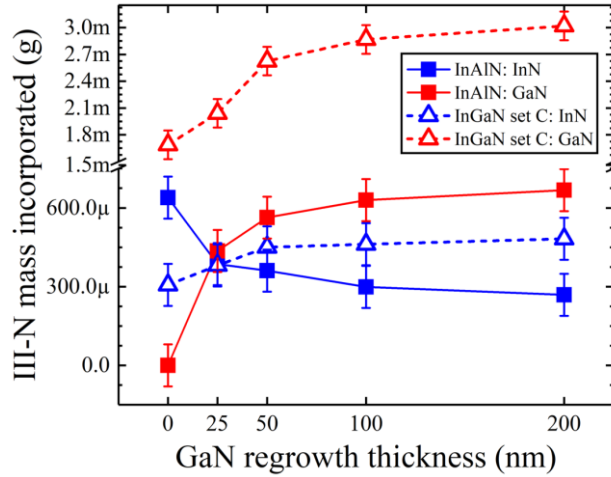 3.0m
2.7m
2.4m
2.1m
1.8m
1.5m
600.0μ
300.0μ
0.0
III-N mass incorporated (g)
InAlN: InN
InAlN: GaN
InGaN set C: InN
InGaN set C: GaN
0 25 50 100 200
GaN regrowth thickness (nm)